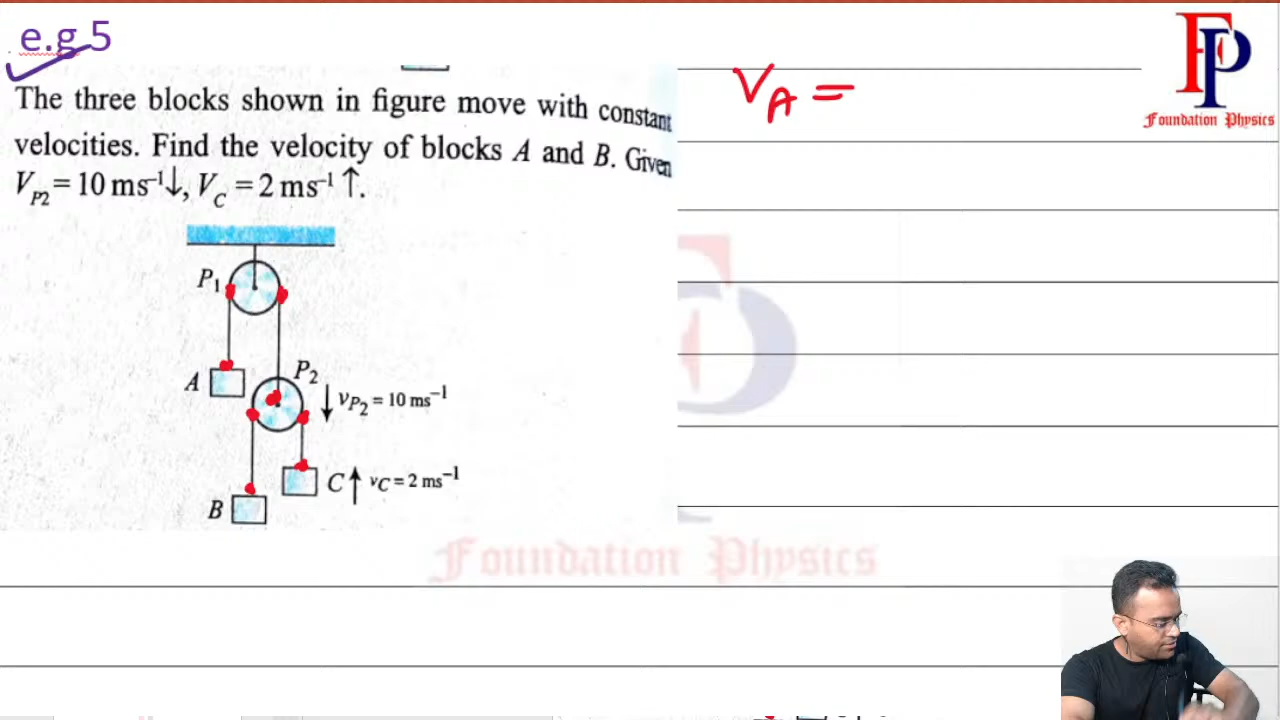 e.g 5
The three blocks shown in figure move with constant
velocities. Find the velocity of blocks A and B. Given
V_P2 = 10 ms⁻¹↓, V_C = 2 ms⁻¹ ↑.
V_A =
FP
Foundation Physics
P₁
A
P₂
↓ v_P₂ = 10 ms⁻¹
C↑ v_C = 2 ms⁻¹
B
Foundation Physics